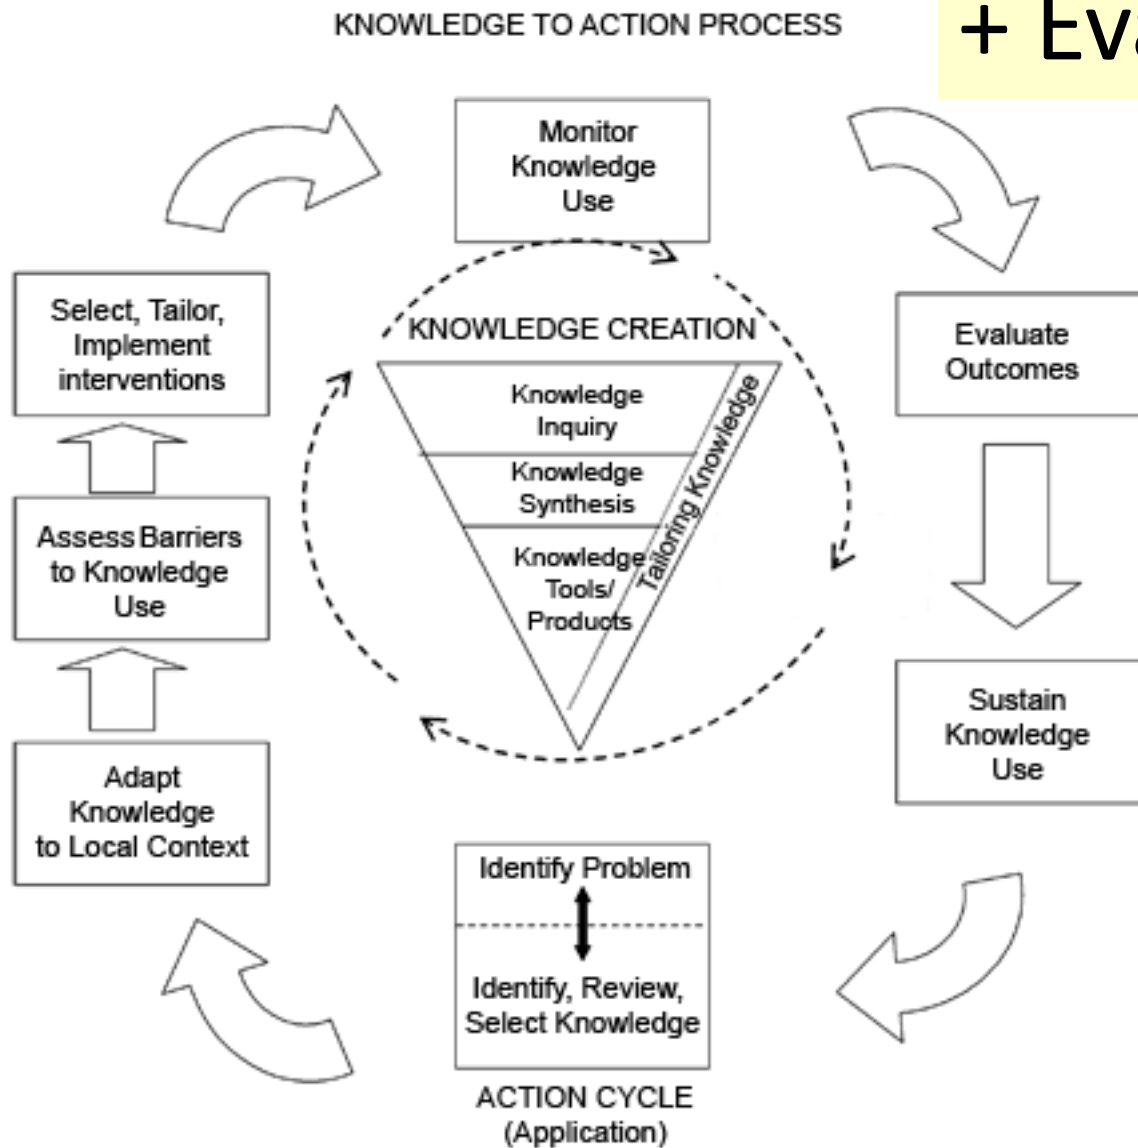 KNOWLEDGE TO ACTION PROCESS
+ Eva
Monitor
Knowledge
Use
Select, Tailor,
Implement
interventions
KNOWLEDGE CREATION
Evaluate
Outcomes
Knowledge
Inquiry
Knowledge
Synthesis
Knowledge
Tools/
Products
Tailoring Knowledge
Assess Barriers
to Knowledge
Use
Sustain
Knowledge
Use
Adapt
Knowledge
to Local Context
Identify Problem
Identify, Review,
Select Knowledge
ACTION CYCLE
(Application)